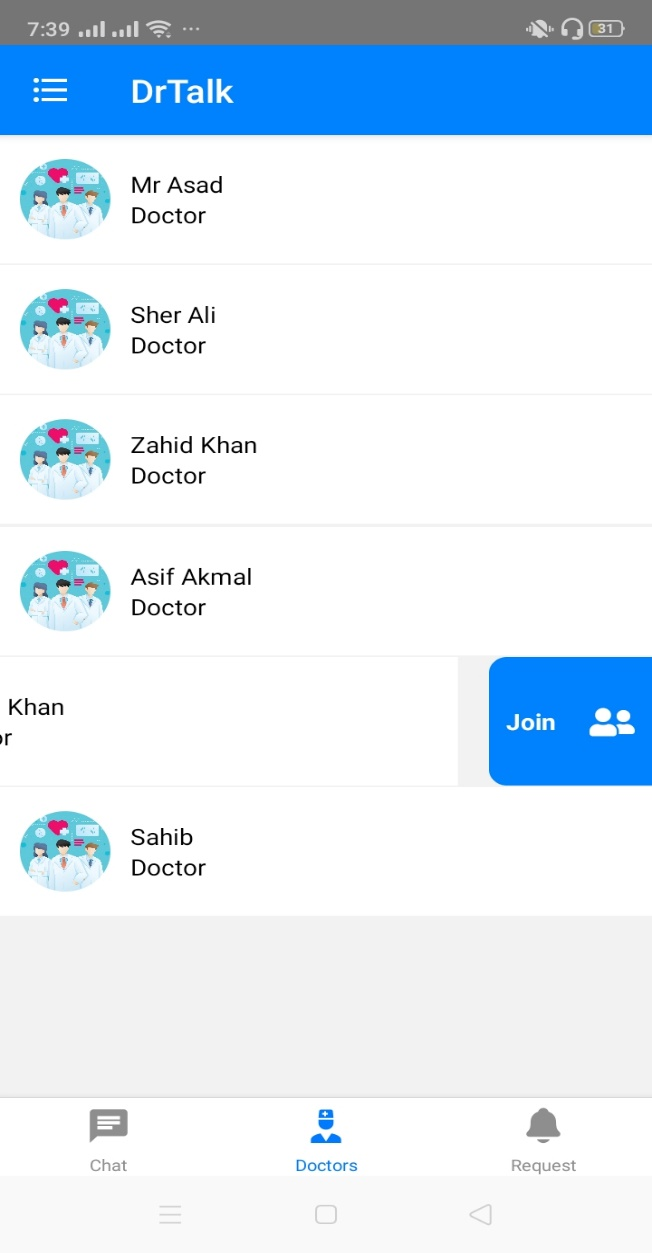 7:39
31
DrTalk
Mr Asad
Doctor
Sher Ali
Doctor
Zahid Khan
Doctor
Asif Akmal
Doctor
Khan
or
Join
Sahib
Doctor
Chat
Doctors
Request